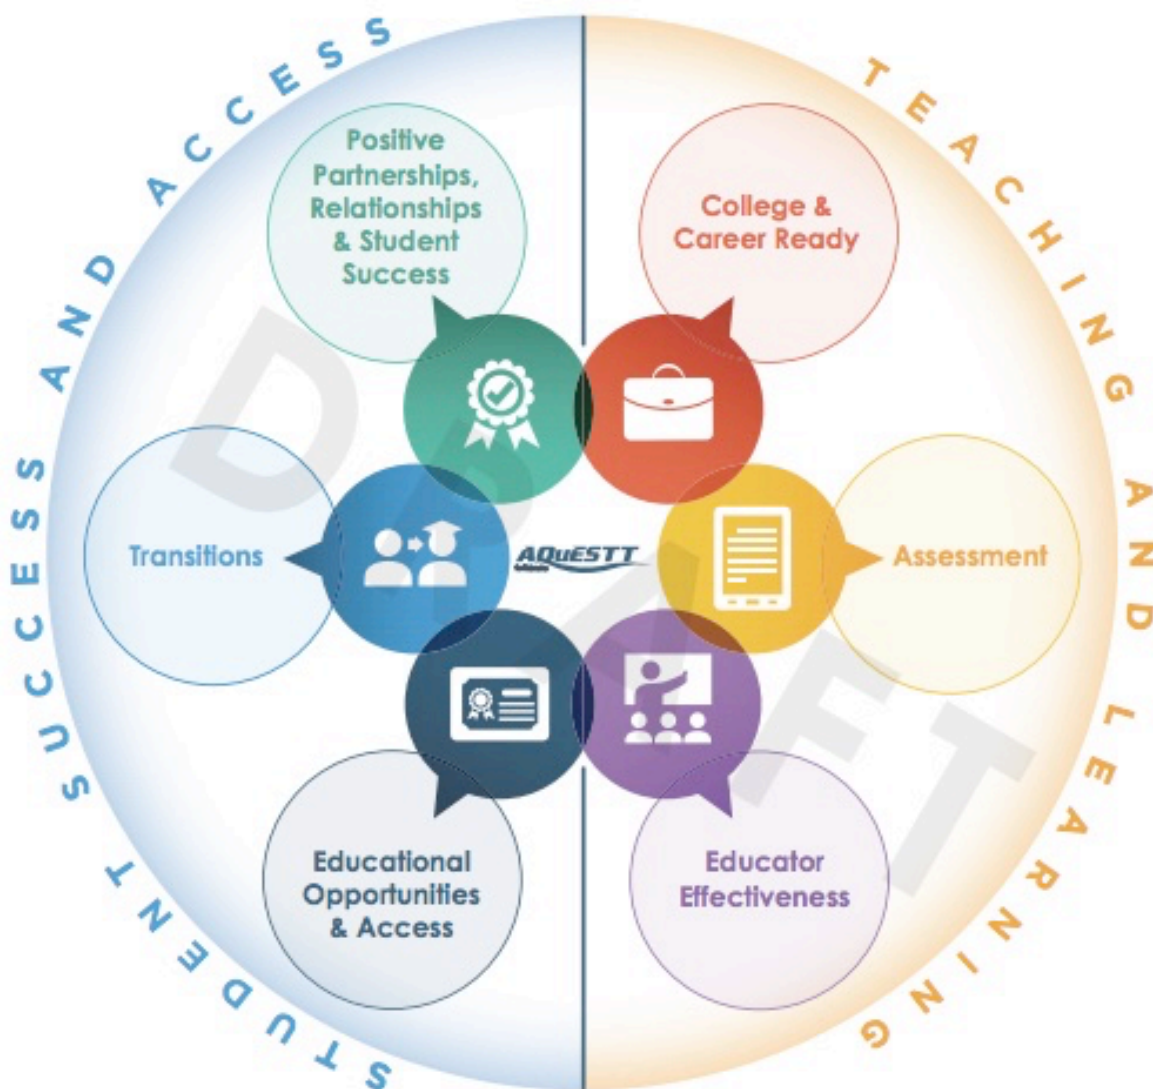 STUDENT SUCCESS AND ACCESS
TEACHING AND LEARNING
Positive
Partnerships,
Relationships
& Student
Success
College &
Career Ready
Transitions
AQuESTT
Assessment
Educational
Opportunities
& Access
Educator
Effectiveness
DRAFT